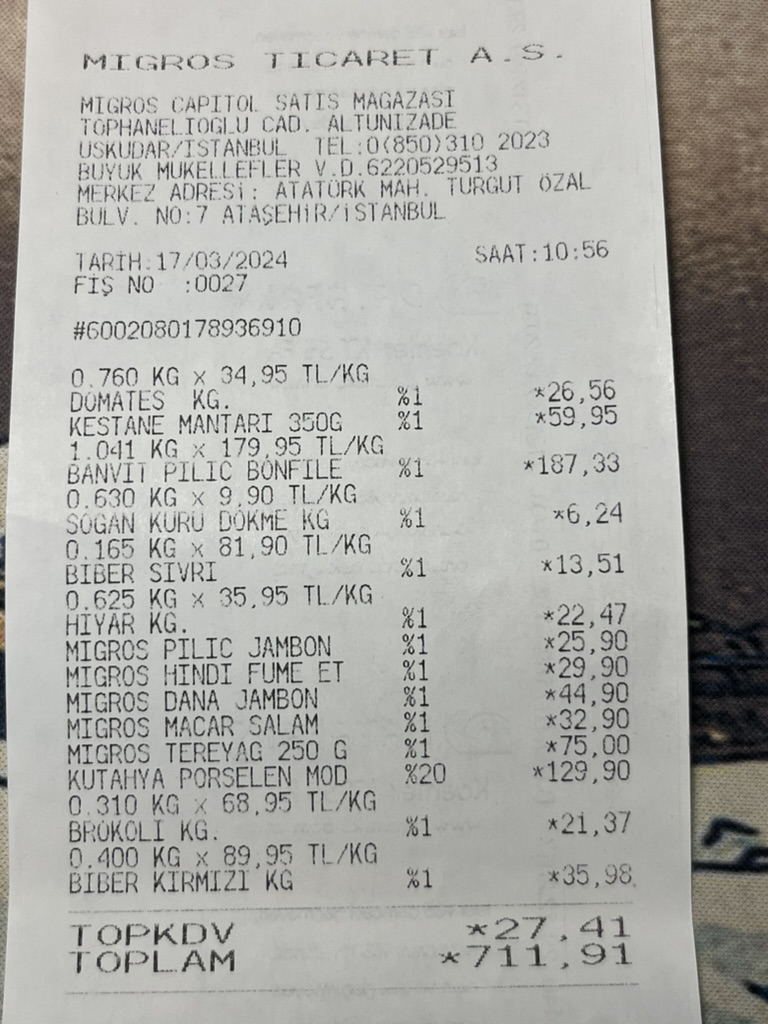 MIGROS TICARET A.S.
MIGROS CAPITOL SATIS MAGAZASI
TOPHANELIOGLU CAD. ALTUNIZADE
USKUDAR/ISTANBUL TEL:0(850)310 2023
BUYUK MUKELLEFLER V.D.6220529513
MERKEZ ADRESİ: ATATÜRK MAH. TURGUT ÖZAL
BULV. NO:7 ATAŞEHİR/İSTANBUL
TARİH:17/03/2024 SAAT:10:56
FİŞ NO :0027
#6002080178936910
0.760 KG x 34,95 TL/KG
DOMATES KG. %1 *26,56
KESTANE MANTARI 350G %1 *59,95
1.041 KG x 179,95 TL/KG
BANVIT PILIC BONFILE %1 *187,33
0.630 KG x 9,90 TL/KG
SOGAN KURU DOKME KG %1 *6,24
0.165 KG x 81,90 TL/KG
BIBER SIVRI %1 *13,51
0.625 KG x 35,95 TL/KG
HIYAR KG. %1 *22,47
MIGROS PILIC JAMBON %1 *25,90
MIGROS HINDI FUME ET %1 *29,90
MIGROS DANA JAMBON %1 *44,90
MIGROS MACAR SALAM %1 *32,90
MIGROS TEREYAG 250 G %1 *75,00
KUTAHYA PORSELEN MOD %20 *129,90
0.310 KG x 68,95 TL/KG
BROKOLI KG. %1 *21,37
0.400 KG x 89,95 TL/KG
BIBER KIRMIZI KG %1 *35,98
TOPKDV *27,41
TOPLAM *711,91